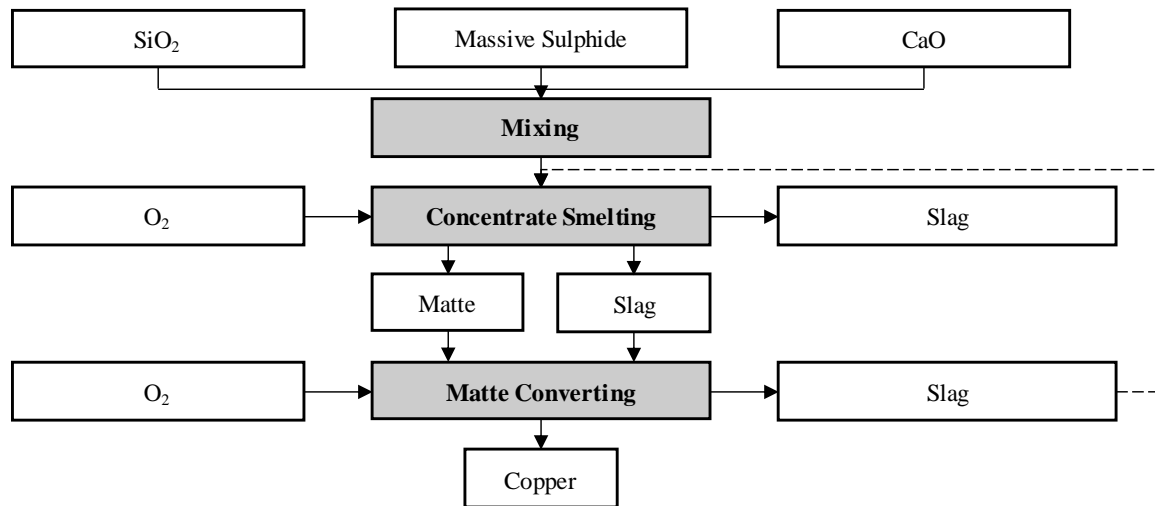 SiO₂
Massive Sulphide
CaO
Mixing
O₂
Concentrate Smelting
Slag
Matte
Slag
O₂
Matte Converting
Slag
Copper